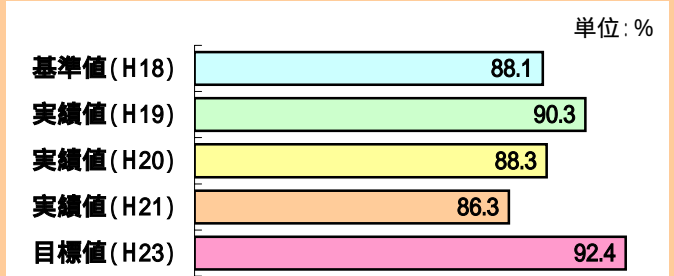 単位:%
基準値(H18) 88.1
実績値(H19) 90.3
実績値(H20) 88.3
実績値(H21) 86.3
目標値(H23) 92.4